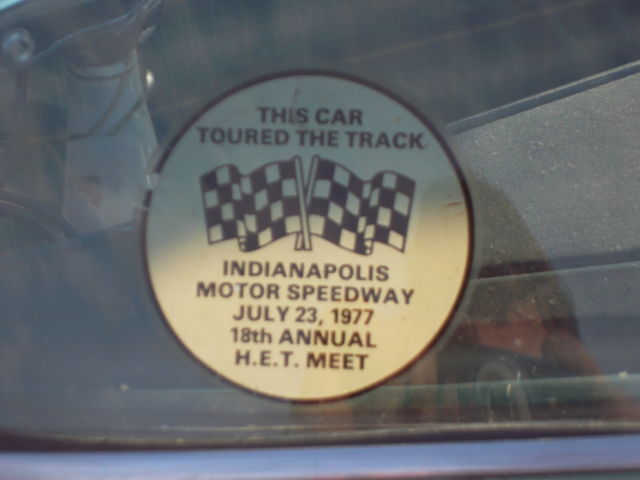 THIS CAR
TOURED THE TRACK
INDIANAPOLIS
MOTOR SPEEDWAY
JULY 23, 1977
18th ANNUAL
H.E.T. MEET